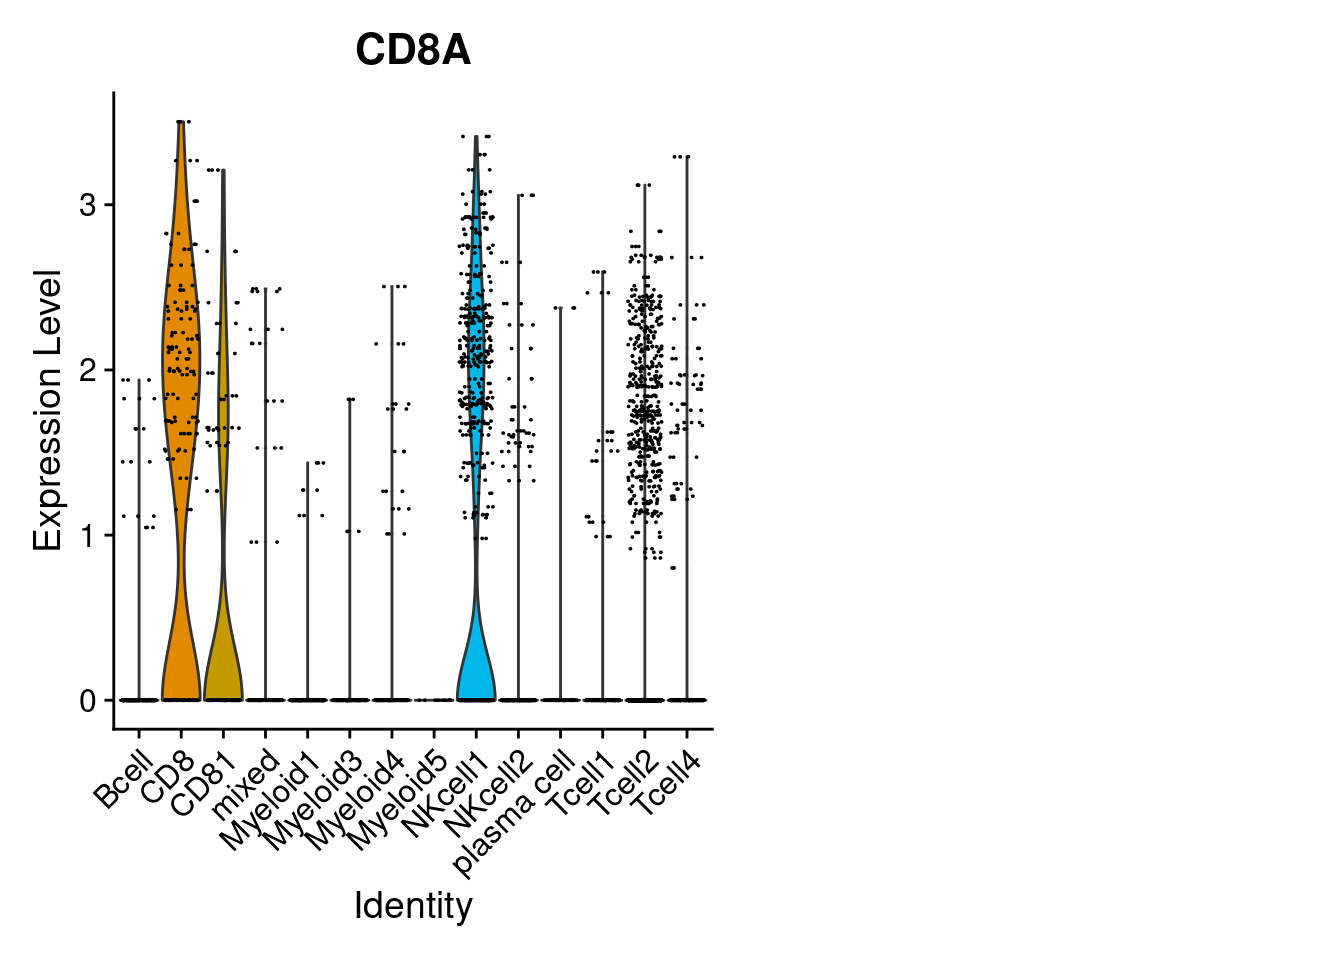 CD8A
Expression Level
3
2
1
0
Bcell
CD8
CD81
mixed
Myeloid1
Myeloid3
Myeloid4
Myeloid5
NKcell1
NKcell2
plasma cell
Tcell1
Tcell2
Tcell4
Identity